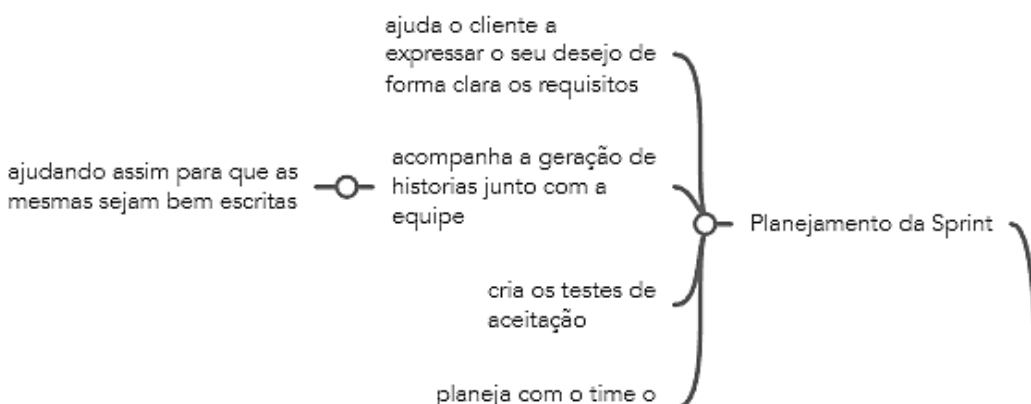 ajuda o cliente a
expressar o seu desejo de
forma clara os requisitos
ajudando assim para que as
mesmas sejam bem escritas
acompanha a geração de
historias junto com a
equipe
Planejamento da Sprint
cria os testes de
aceitação
planeja com o time o